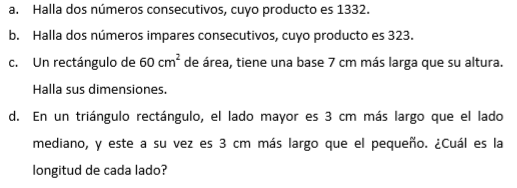 a. Halla dos números consecutivos, cuyo producto es 1332.
b. Halla dos números impares consecutivos, cuyo producto es 323.
c. Un rectángulo de 60 cm² de área, tiene una base 7 cm más larga que su altura.
Halla sus dimensiones.
d. En un triángulo rectángulo, el lado mayor es 3 cm más largo que el lado
mediano, y este a su vez es 3 cm más largo que el pequeño. ¿Cuál es la
longitud de cada lado?